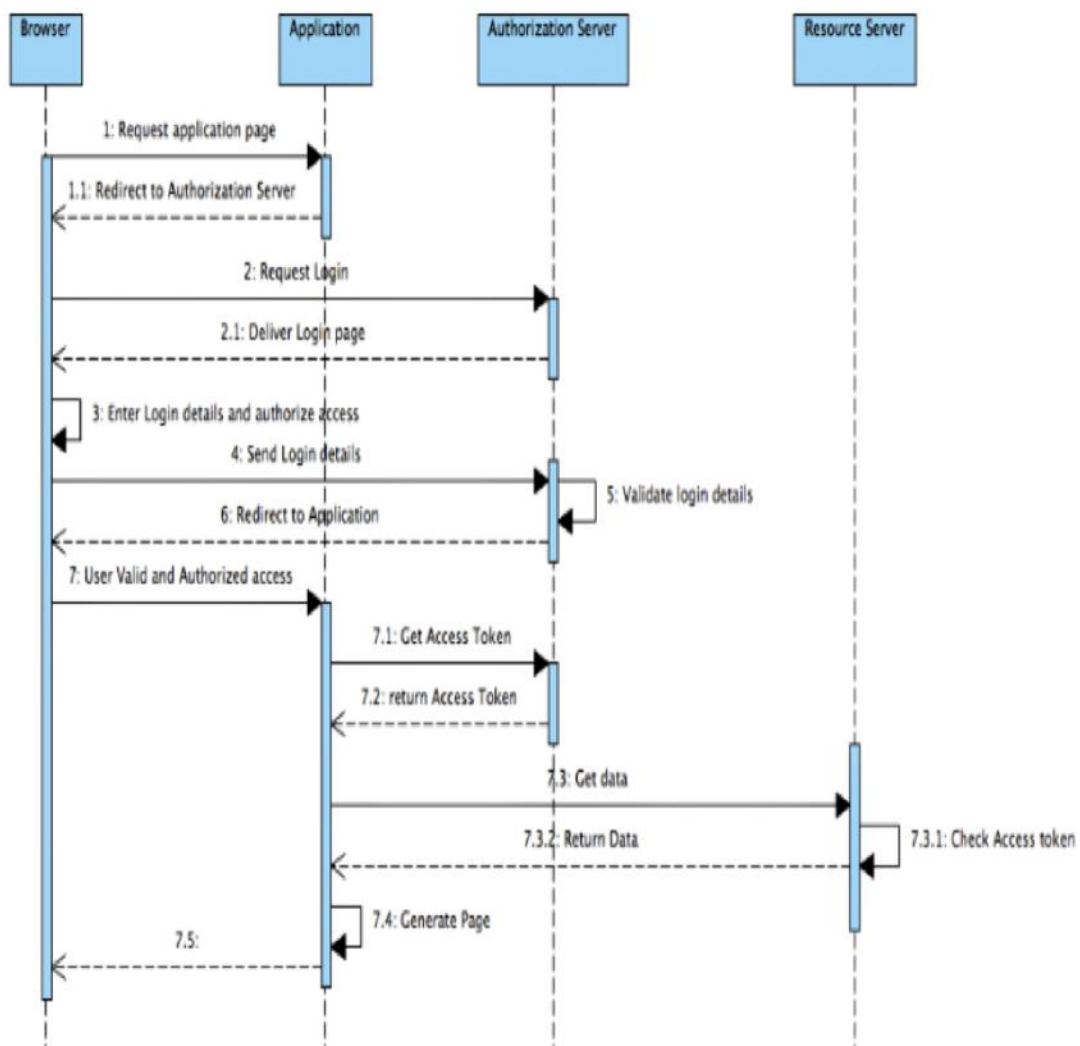 Browser
Application
Authorization Server
Resource Server
1: Request application page
1.1: Redirect to Authorization Server
2: Request Login
2.1: Deliver Login page
3: Enter Login details and authorize access
4: Send Login details
5: Validate login details
6: Redirect to Application
7: User Valid and Authorized access
7.1: Get Access Token
7.2: return Access Token
7.3: Get data
7.3.1: Check Access token
7.3.2: Return Data
7.4: Generate Page
7.5: